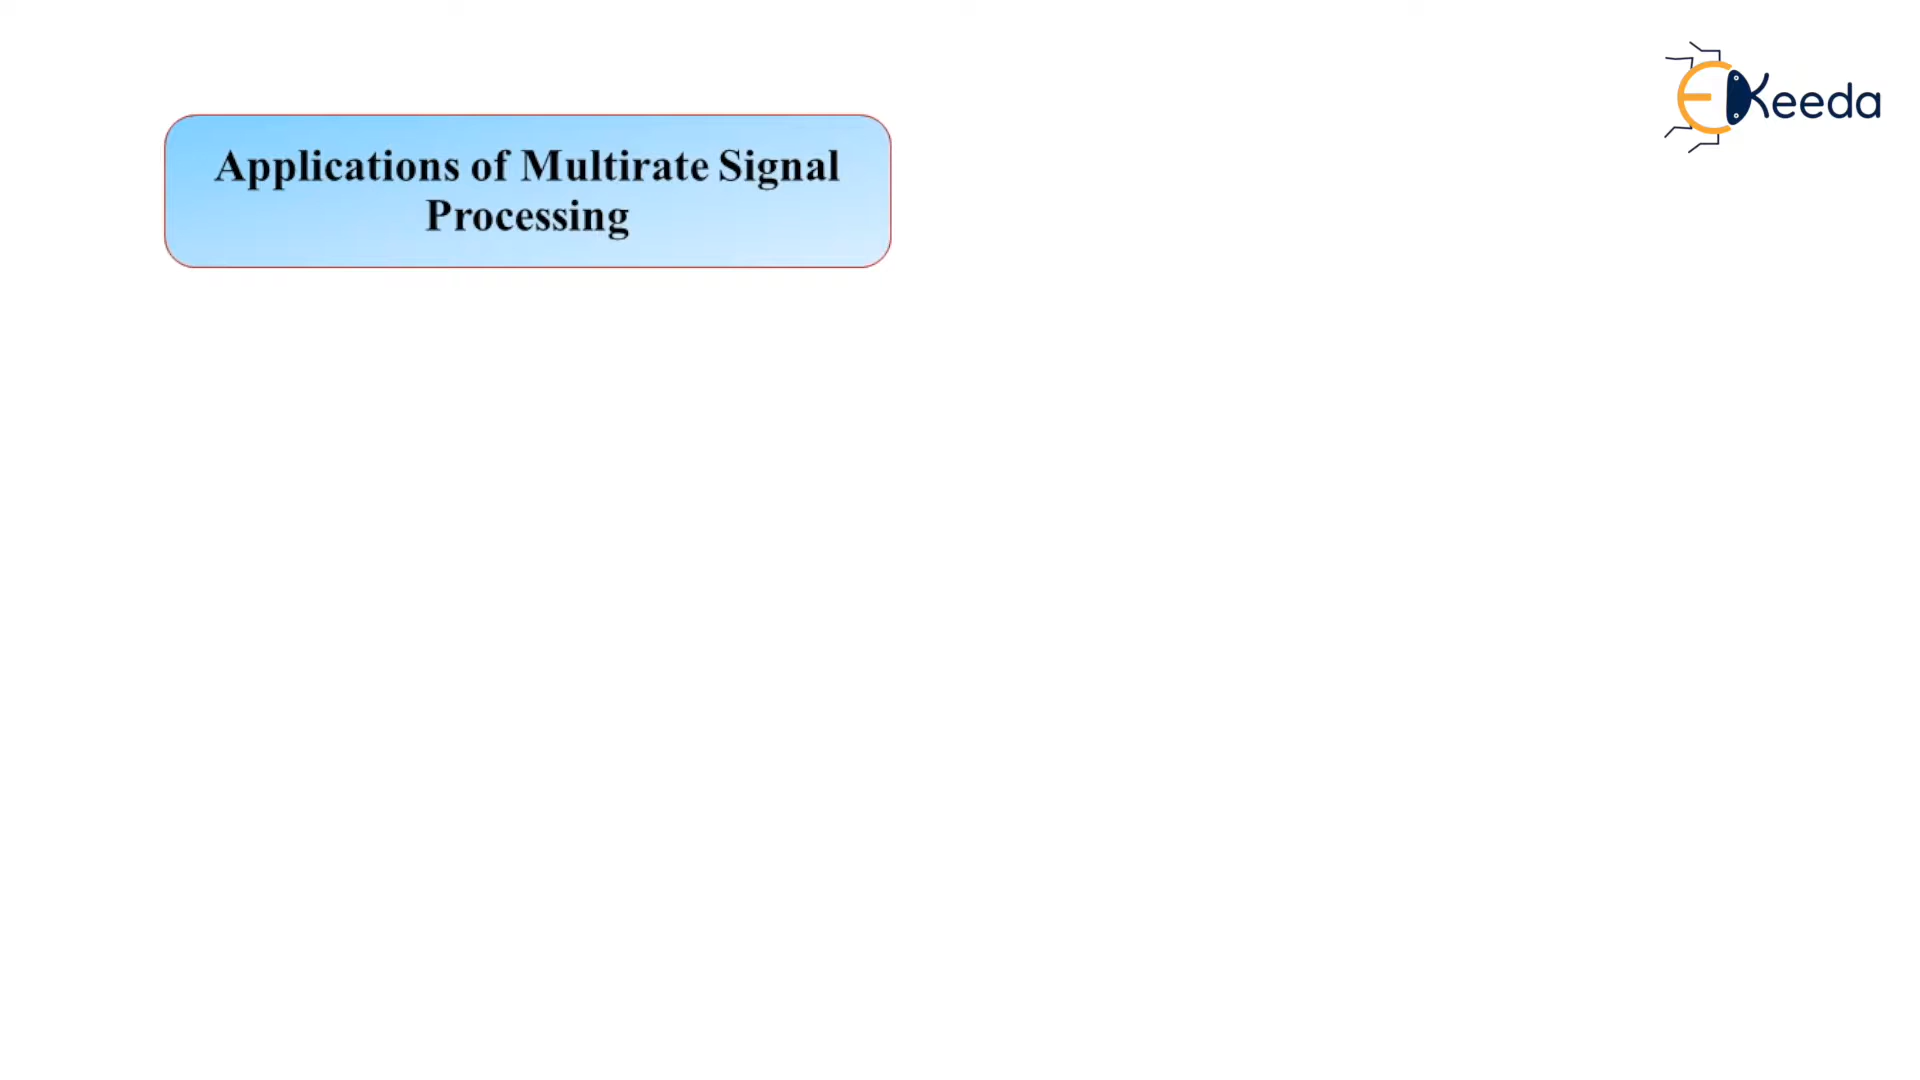 EKeeda
Applications of Multirate Signal
Processing